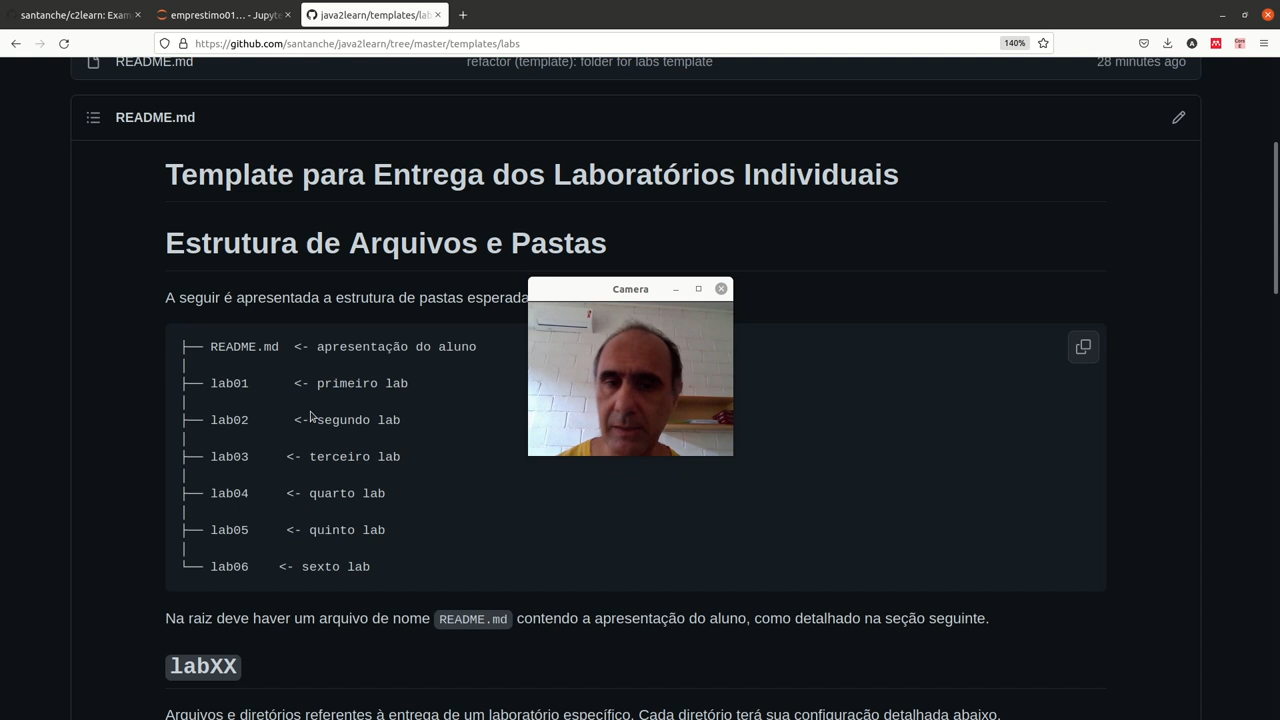 santanche/c2learn: Exam
emprestimo01... - Jupyte
java2learn/templates/lab
https://github.com/santanche/java2learn/tree/master/templates/labs
140%
README.md refactor (template): folder for labs template 28 minutes ago
README.md
Template para Entrega dos Laboratórios Individuais
Estrutura de Arquivos e Pastas
A seguir é apresentada a estrutura de pastas esperada
Camera
├── README.md <- apresentação do aluno
│
├── lab01 <- primeiro lab
│
├── lab02 <- segundo lab
│
├── lab03 <- terceiro lab
│
├── lab04 <- quarto lab
│
├── lab05 <- quinto lab
│
└── lab06 <- sexto lab
Na raiz deve haver um arquivo de nome README.md contendo a apresentação do aluno, como detalhado na seção seguinte.
labXX
Arquivos e diretórios referentes à entrega de um laboratório específico. Cada diretório terá sua configuração detalhada abaixo.